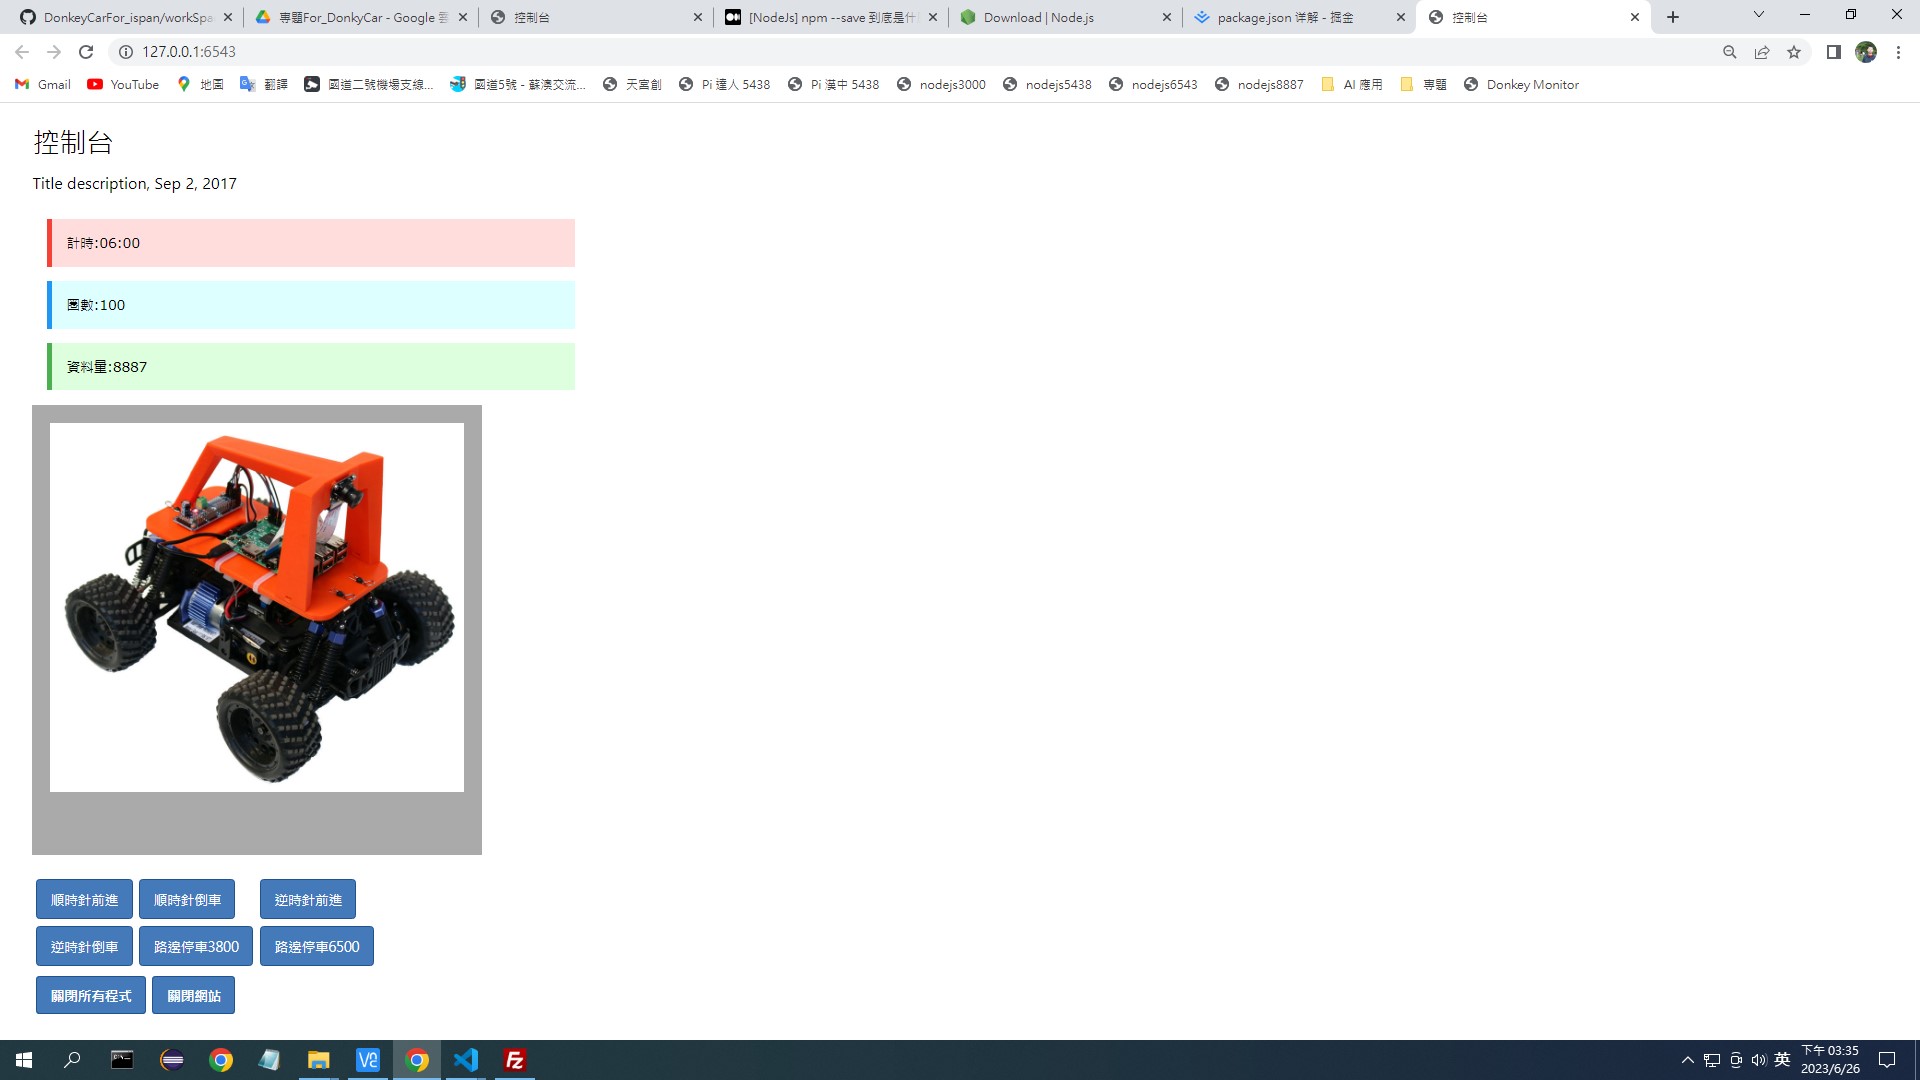 DonkeyCarFor_ispan/workSpa
專題For_DonkyCar - Google 雲
控制台
[NodeJs] npm --save 到底是什
Download | Node.js
package.json 详解 - 掘金
控制台
127.0.0.1:6543
Gmail
YouTube
地圖
翻譯
國道二號機場支線...
國道5號 - 蘇澳交流...
天宮創
Pi 達人 5438
Pi 漢中 5438
nodejs3000
nodejs5438
nodejs6543
nodejs8887
AI 應用
專題
Donkey Monitor
控制台
Title description, Sep 2, 2017
計時:06:00
圈數:100
資料量:8887
順時針前進
順時針倒車
逆時針前進
逆時針倒車
路邊停車3800
路邊停車6500
關閉所有程式
關閉網站
英
下午 03:35
2023/6/26